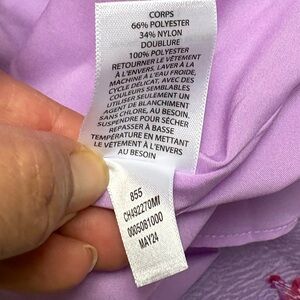 CORPS
66% POLYESTER
34% NYLON
DOUBLURE
100% POLYESTER
RETOURNER LE VÊTEMENT
À L'ENVERS. LAVER À LA
MACHINE À L'EAU FROIDE,
CYCLE DÉLICAT, AVEC DES
COULEURS SEMBLABLES
UTILISER SEULEMENT UN
AGENT DE BLANCHIMENT
SANS CHLORE, AU BESOIN.
SUSPENDRE POUR SÉCHER
REPASSER À BASSE
TEMPÉRATURE EN METTANT
LE VÊTEMENT À L'ENVERS
AU BESOIN
855
CH492270MI
0005081000
MAY24